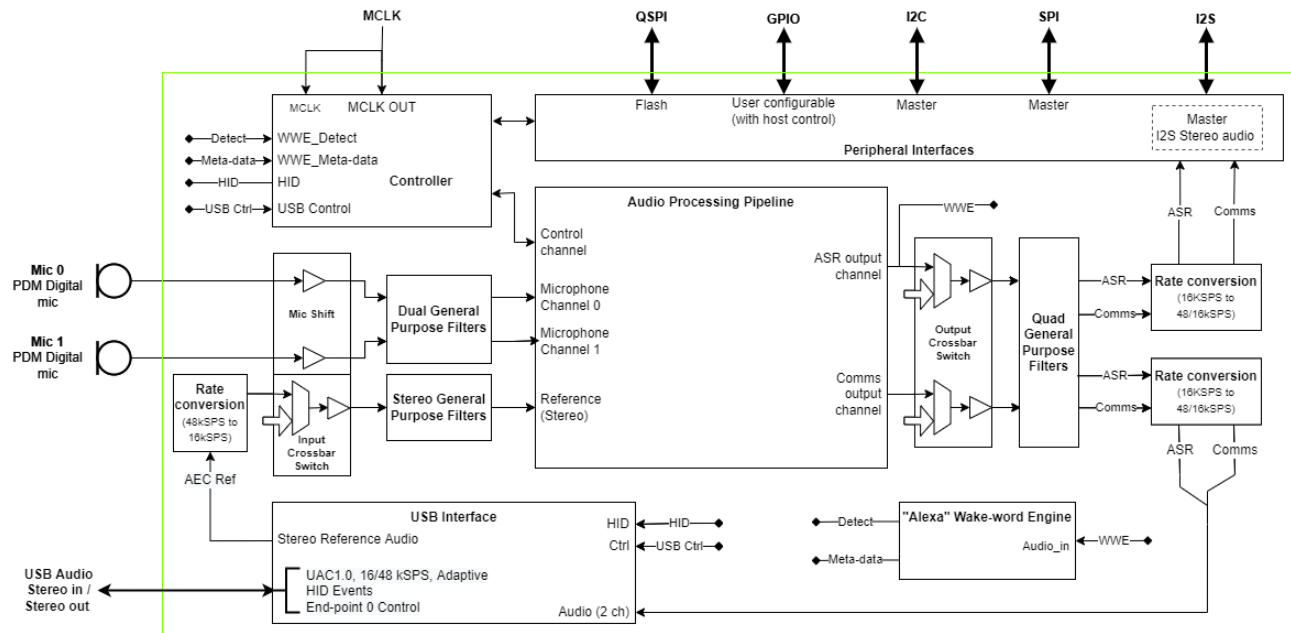 MCLK
QSPI
GPIO
I2C
SPI
I2S
MCLK
MCLK OUT
Detect
WWE_Detect
Meta-data
WWE_Meta-data
HID
HID
Controller
USB Ctrl
USB Control
Flash
User configurable
(with host control)
Master
Master
Master
I2S Stereo audio
Peripheral Interfaces
Audio Processing Pipeline
Control
channel
WWE
ASR output
channel
ASR
Comms
Mic 0
PDM Digital
mic
Mic Shift
Dual General
Purpose Filters
Microphone
Channel 0
Microphone
Channel 1
Mic 1
PDM Digital
mic
Output
Crossbar
Switch
Quad
General
Purpose
Filters
ASR
Comms
Rate conversion
(16KSPS to
48/16kSPS)
Rate
conversion
(48kSPS to
16kSPS)
Input
Crossbar
Switch
Stereo General
Purpose Filters
Reference
(Stereo)
Comms
output
channel
ASR
Comms
Rate conversion
(16KSPS to
48/16kSPS)
ASR
Comms
AEC Ref
USB Interface
Stereo Reference Audio
HID
HID
Ctrl
USB Ctrl
Detect
"Alexa" Wake-word Engine
Audio_in
WWE
Meta-data
USB Audio
Stereo in /
Stereo out
UAC1.0, 16/48 kSPS, Adaptive
HID Events
End-point 0 Control
Audio (2 ch)